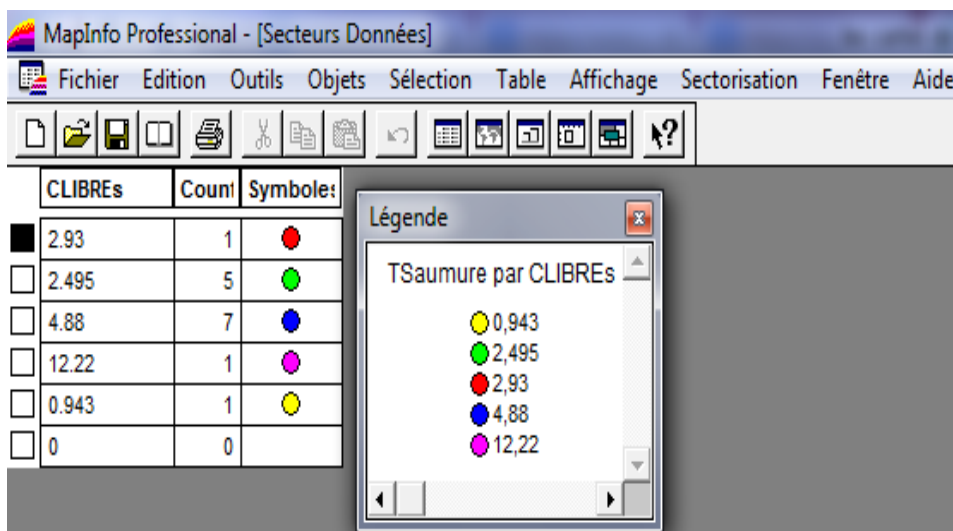 MapInfo Professional - [Secteurs Données]
Fichier Edition Outils Objets Sélection Table Affichage Sectorisation Fenêtre Aide
CLIBREs Count Symboles
2.93 1
2.495 5
4.88 7
12.22 1
0.943 1
0 0
Légende
TSaumure par CLIBREs
0,943
2,495
2,93
4,88
12,22